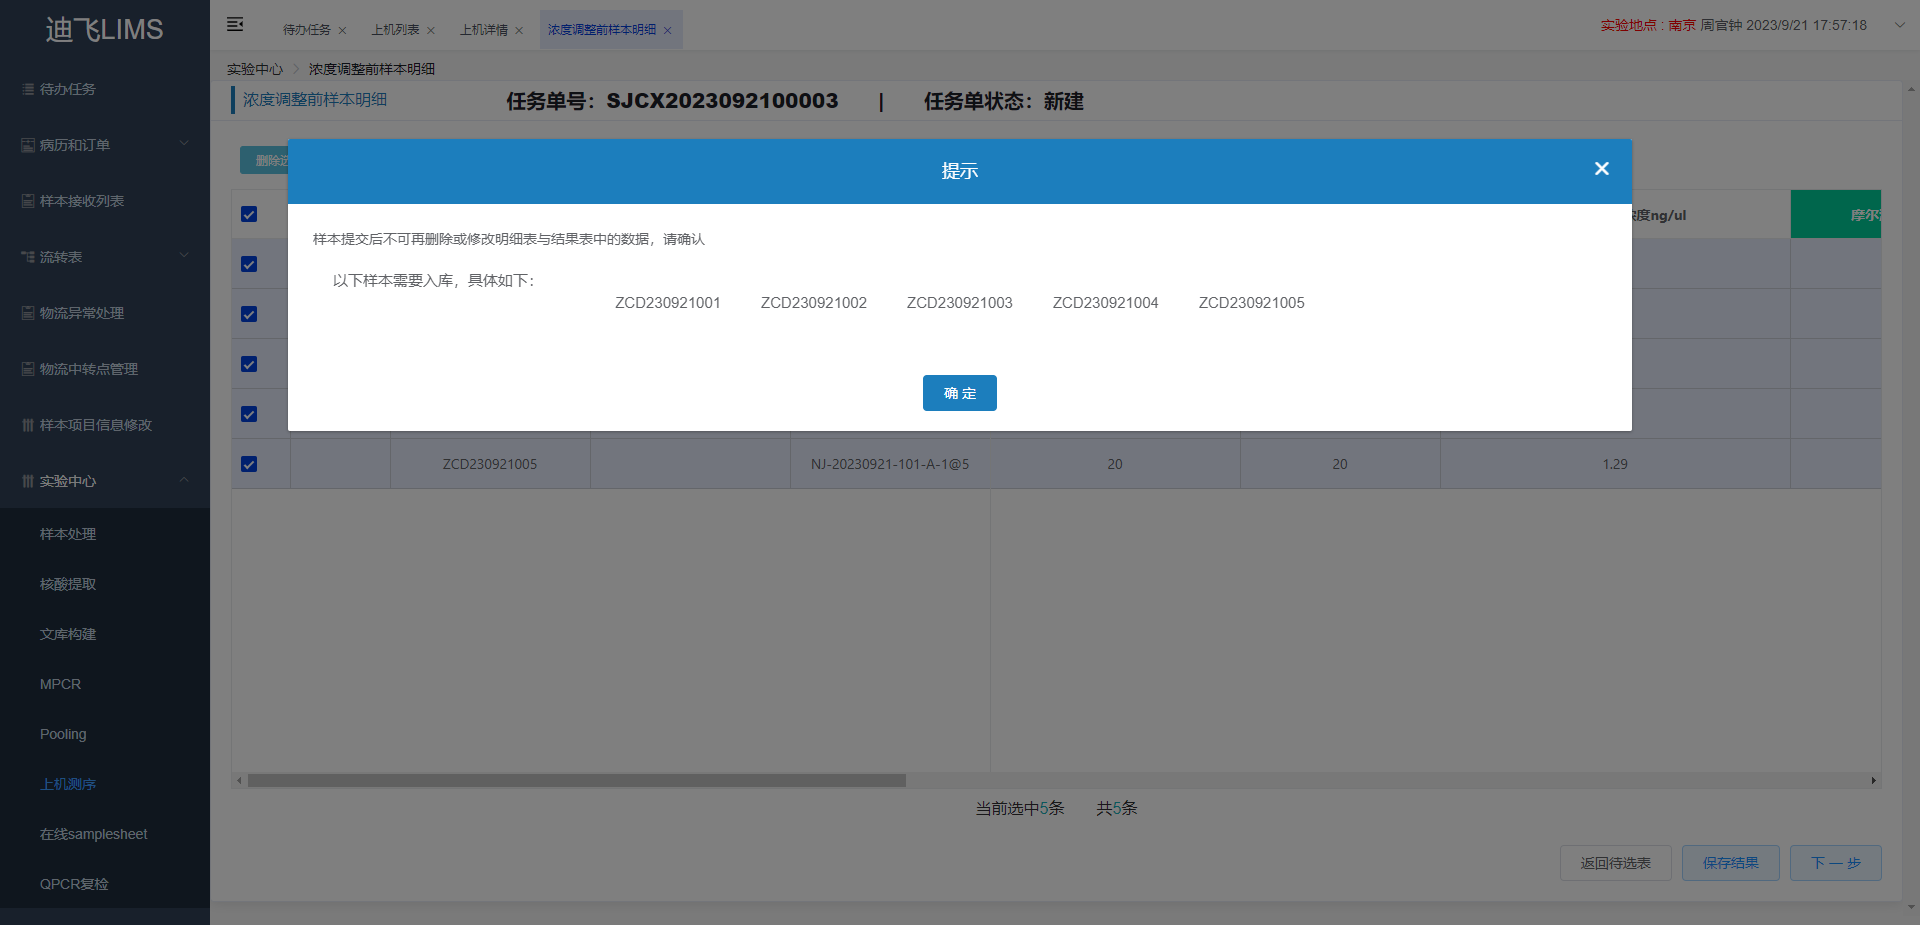 迪飞LIMS
待办任务
病历和订单
样本接收列表
流转表
物流异常处理
物流中转点管理
样本项目信息修改
实验中心
样本处理
核酸提取
文库构建
MPCR
Pooling
上机测序
在线samplesheet
QPCR复检
待办任务 上机列表 上机详情 浓度调整前样本明细
实验地点 : 南京 周官钟 2023/9/21 17:57:18
实验中心 浓度调整前样本明细
浓度调整前样本明细
任务单号：SJCX2023092100003 | 任务单状态：新建
删除选
提示
浓度ng/ul
摩尔
样本提交后不可再删除或修改明细表与结果表中的数据，请确认
以下样本需要入库，具体如下：
ZCD230921001 ZCD230921002 ZCD230921003 ZCD230921004 ZCD230921005
确 定
ZCD230921005 NJ-20230921-101-A-1@5 20 20 1.29
当前选中5条 共5条
返回待选表 保存结果 下 一 步